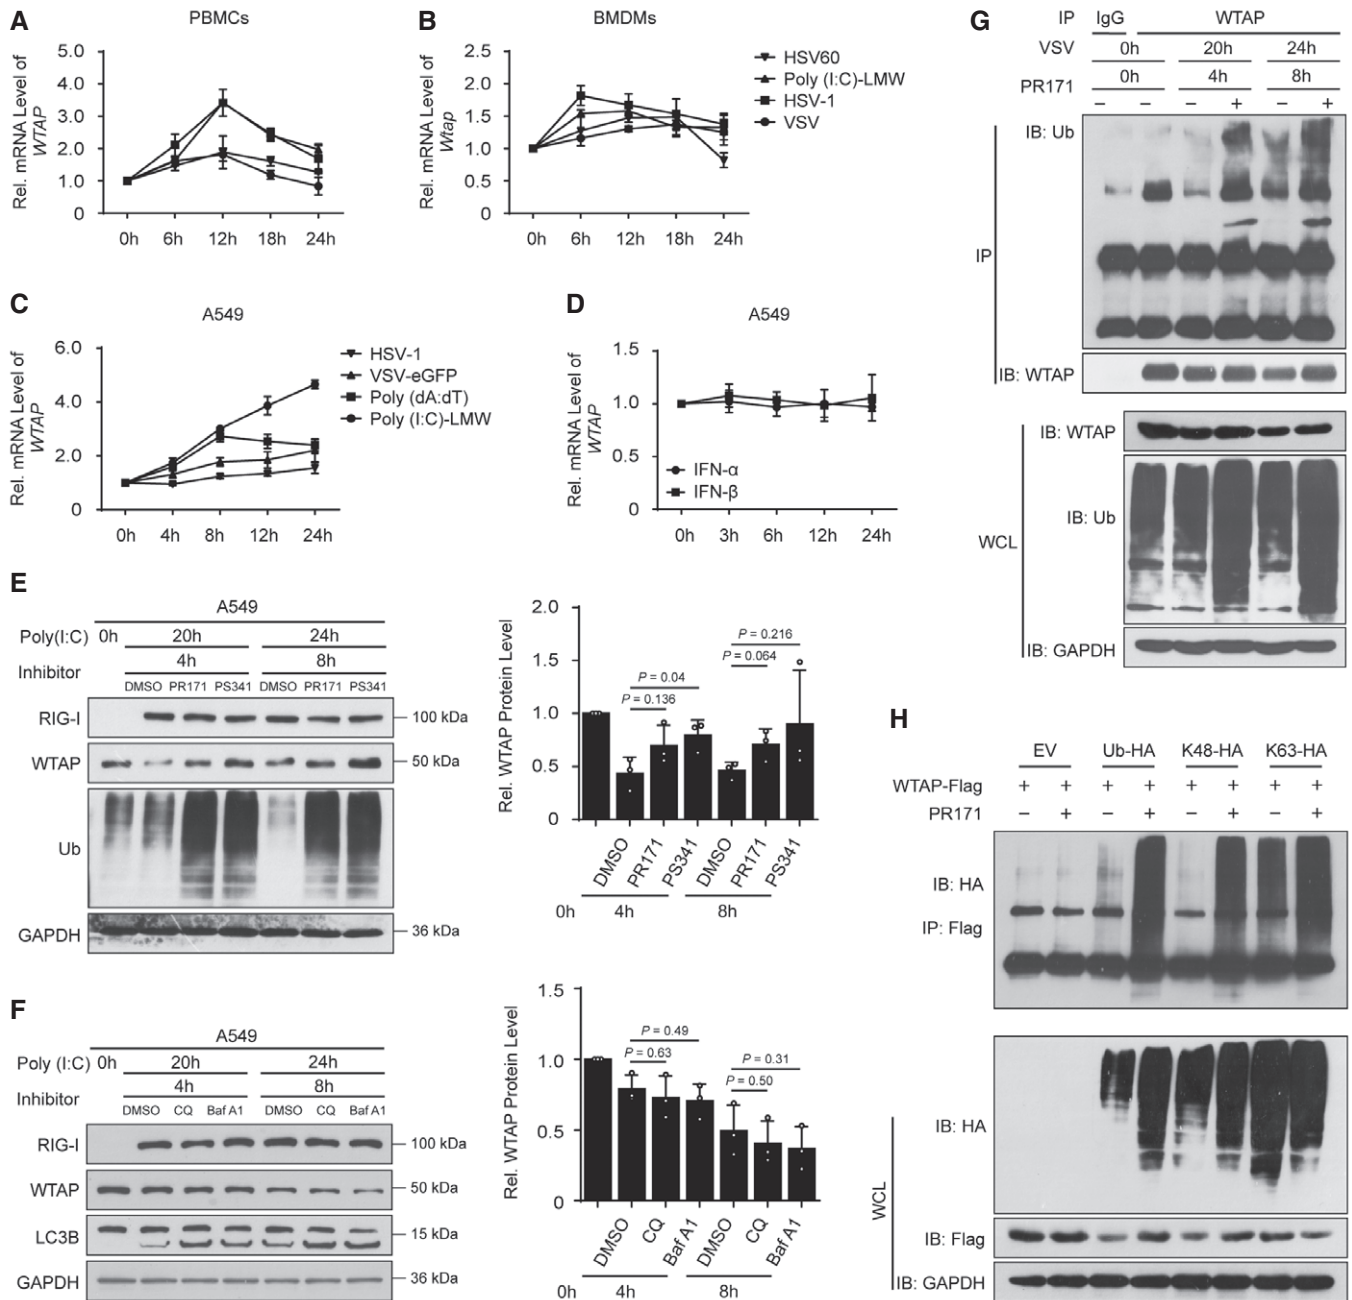 A
PBMCs
Rel. mRNA Level of
WTAP
5.0
4.0
3.0
2.0
1.0
0
0h 6h 12h 18h 24h
B
BMDMs
Rel. mRNA Level of
Wtap
2.5
2.0
1.5
1.0
0.5
0
0h 6h 12h 18h 24h
HSV60
Poly (I:C)-LMW
HSV-1
VSV
C
A549
Rel. mRNA Level of
WTAP
6.0
4.0
2.0
0
0h 4h 8h 12h 24h
HSV-1
VSV-eGFP
Poly (dA:dT)
Poly (I:C)-LMW
D
A549
Rel. mRNA Level of
WTAP
1.5
1.0
0.5
0
IFN-α
IFN-β
0h 3h 6h 12h 24h
E
A549
Poly(I:C) 0h 20h 24h
Inhibitor 4h 8h
DMSO PR171 PS341 DMSO PR171 PS341
RIG-I 100 kDa
WTAP 50 kDa
Ub
GAPDH 36 kDa
Rel. WTAP Protein Level
2.0
1.5
1.0
0.5
0
P = 0.216
P = 0.064
P = 0.04
P = 0.136
DMSO PR171 PS341 DMSO PR171 PS341
0h 4h 8h
F
A549
Poly (I:C) 0h 20h 24h
Inhibitor 4h 8h
DMSO CQ Baf A1 DMSO CQ Baf A1
RIG-I 100 kDa
WTAP 50 kDa
LC3B 15 kDa
GAPDH 36 kDa
Rel. WTAP Protein Level
1.5
1.0
0.5
0
P = 0.49
P = 0.63
P = 0.31
P = 0.50
DMSO CQ Baf A1 DMSO CQ Baf A1
0h 4h 8h
G
IP IgG WTAP
VSV 0h 20h 24h
PR171 0h 4h 8h
− − − + − +
IB: Ub
IP
IB: WTAP
IB: WTAP
IB: Ub
WCL
IB: GAPDH
H
EV Ub-HA K48-HA K63-HA
WTAP-Flag + + + + + + + +
PR171 − + − + − + − +
IB: HA
IP: Flag
IB: HA
WCL
IB: Flag
IB: GAPDH